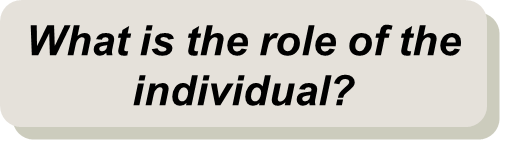 What is the role of the
individual?